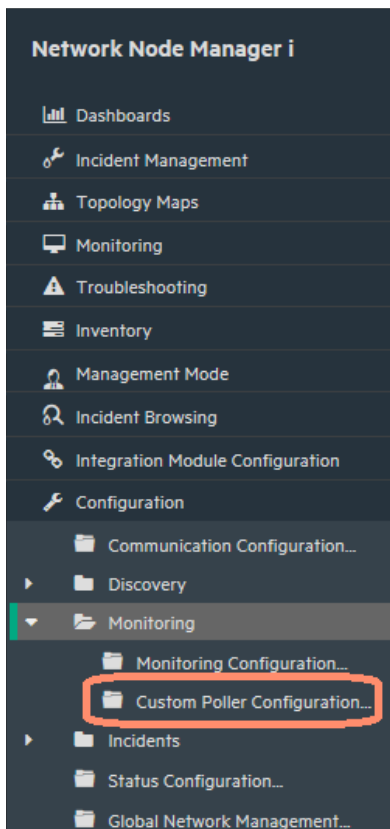 Network Node Manager i
Dashboards
Incident Management
Topology Maps
Monitoring
Troubleshooting
Inventory
Management Mode
Incident Browsing
Integration Module Configuration
Configuration
Communication Configuration...
Discovery
Monitoring
Monitoring Configuration...
Custom Poller Configuration...
Incidents
Status Configuration...
Global Network Management...